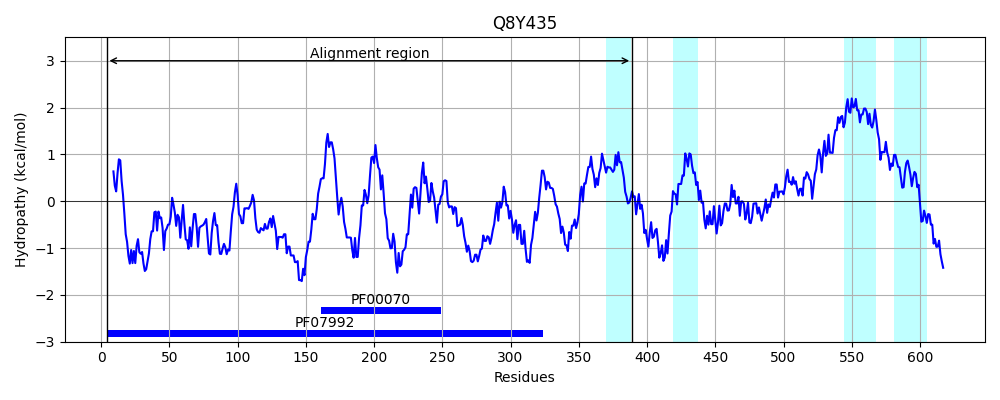 Q8Y435
Alignment region
3
2
1
0
−1
−2
−3
Hydropathy (kcal/mol)
PF00070
PF07992
0 50 100 150 200 250 300 350 400 450 500 550 600
Residues